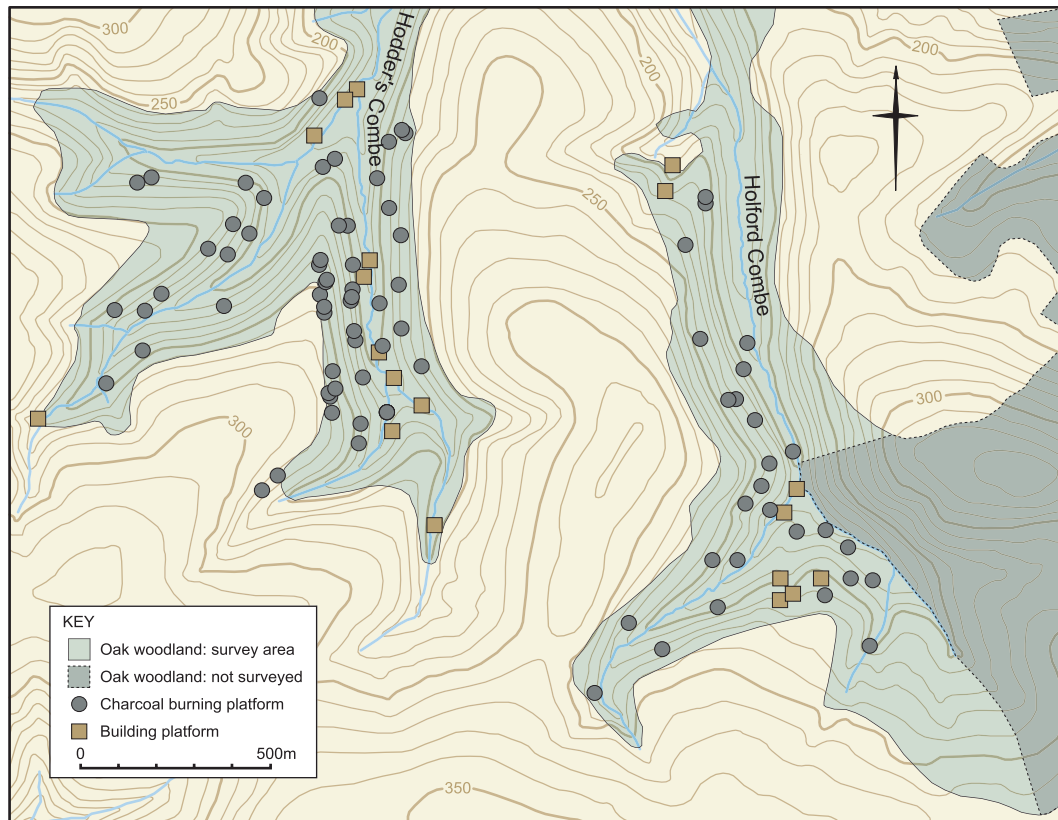 300
200
Hodder's Combe
250
200
200
250
Holford Combe
300
300
350
KEY
Oak woodland: survey area
Oak woodland: not surveyed
Charcoal burning platform
Building platform
0 500m